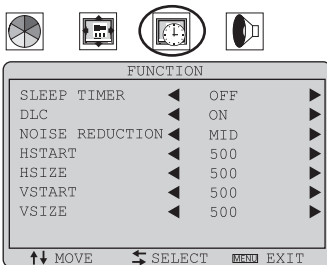 FUNCTION
SLEEP TIMER ◀ OFF ▶
DLC ◀ ON ▶
NOISE REDUCTION ◀ MID ▶
HSTART ◀ 500 ▶
HSIZE ◀ 500 ▶
VSTART ◀ 500 ▶
VSIZE ◀ 500 ▶
MOVE SELECT MENU EXIT